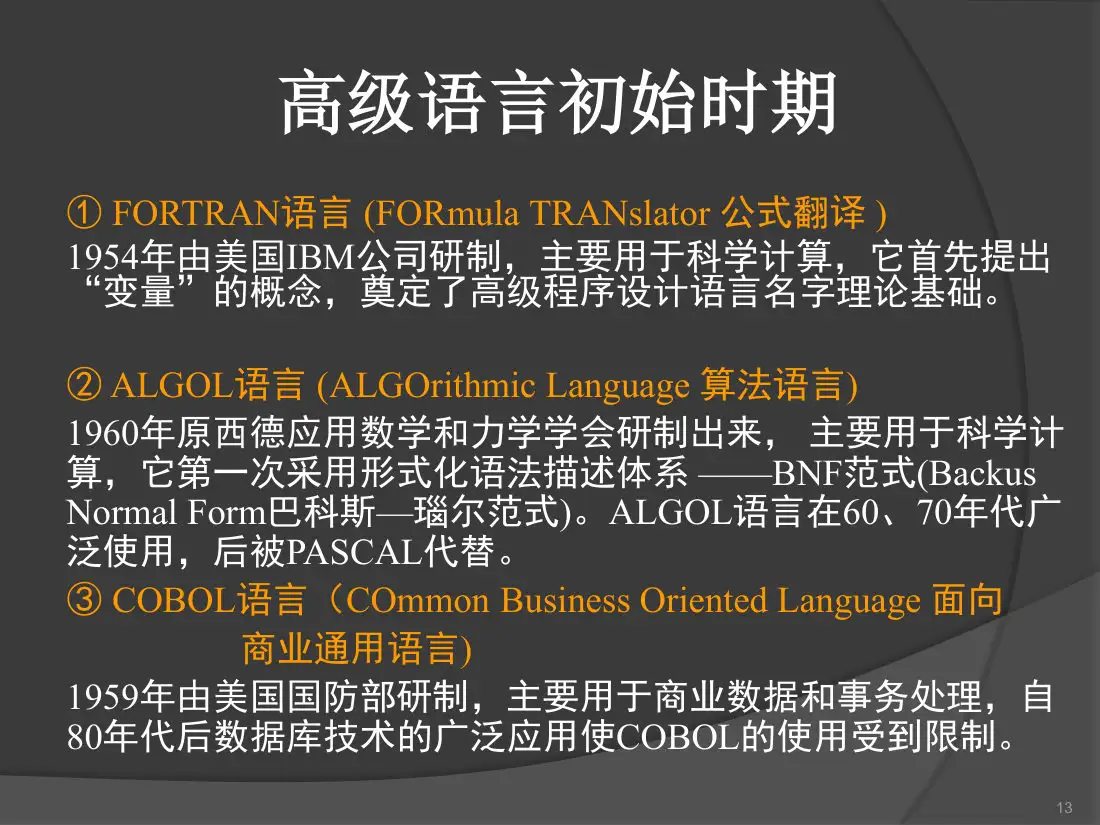 高级语言初始时期
① FORTRAN语言 (FORmula TRANslator 公式翻译 )
1954年由美国IBM公司研制，主要用于科学计算，它首先提出
“变量”的概念，奠定了高级程序设计语言名字理论基础。
② ALGOL语言 (ALGOrithmic Language 算法语言)
1960年原西德应用数学和力学学会研制出来， 主要用于科学计
算，它第一次采用形式化语法描述体系 ——BNF范式(Backus
Normal Form巴科斯—瑙尔范式)。ALGOL语言在60、70年代广
泛使用，后被PASCAL代替。
③ COBOL语言（COmmon Business Oriented Language 面向
商业通用语言)
1959年由美国国防部研制，主要用于商业数据和事务处理，自
80年代后数据库技术的广泛应用使COBOL的使用受到限制。
13